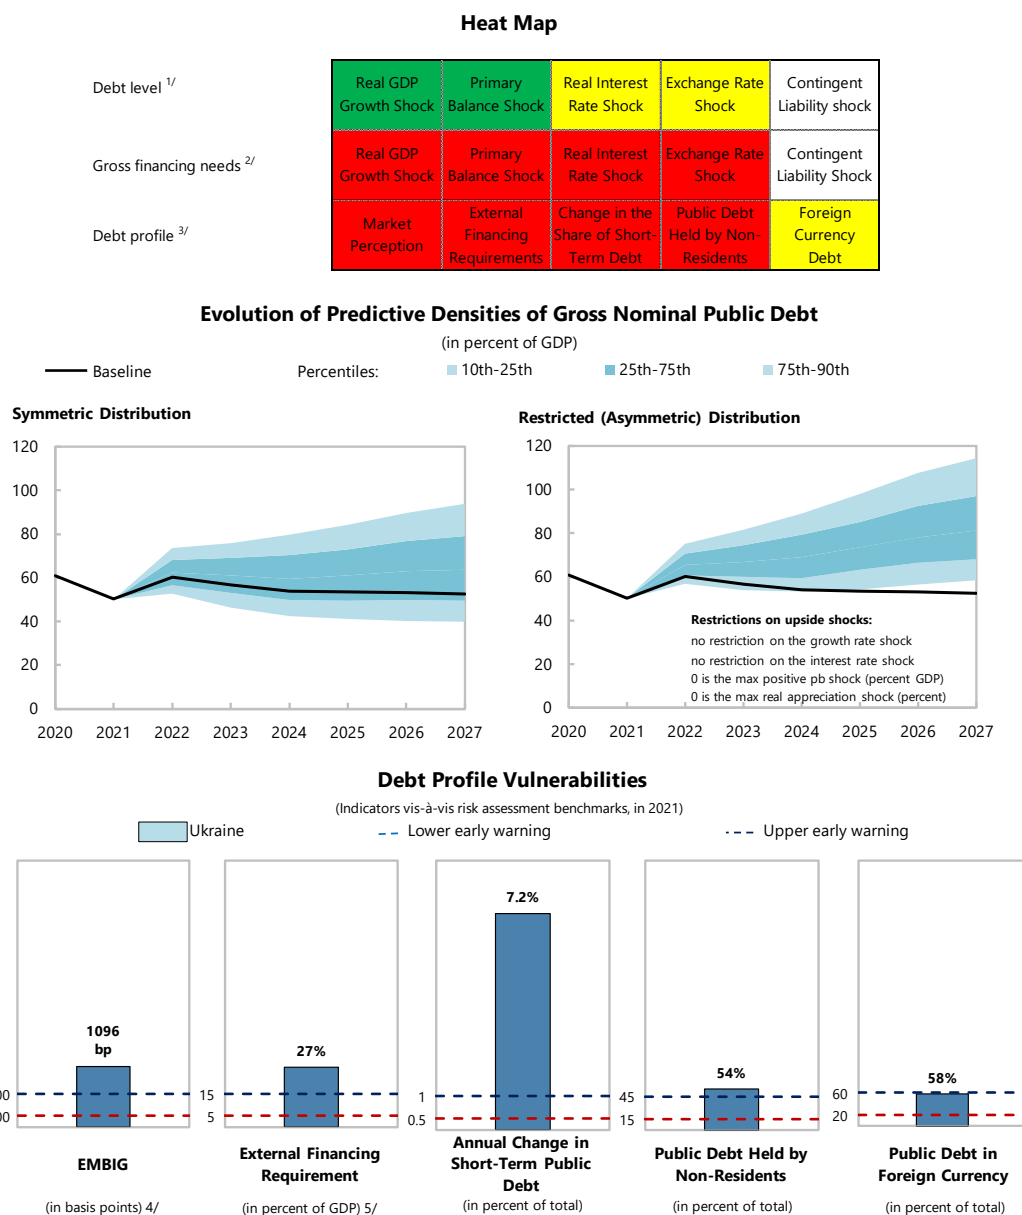 Heat Map
Debt level 1/
Real GDP Growth Shock
Primary Balance Shock
Real Interest Rate Shock
Exchange Rate Shock
Contingent Liability shock
Gross financing needs 2/
Real GDP Growth Shock
Primary Balance Shock
Real Interest Rate Shock
Exchange Rate Shock
Contingent Liability Shock
Debt profile 3/
Market Perception
External Financing Requirements
Change in the Share of Short-Term Debt
Public Debt Held by Non-Residents
Foreign Currency Debt
Evolution of Predictive Densities of Gross Nominal Public Debt
(in percent of GDP)
Baseline
Percentiles:
10th-25th
25th-75th
75th-90th
Symmetric Distribution
120
100
80
60
40
20
0
2020 2021 2022 2023 2024 2025 2026 2027
Restricted (Asymmetric) Distribution
120
100
80
60
40
20
0
Restrictions on upside shocks:
no restriction on the growth rate shock
no restriction on the interest rate shock
0 is the max positive pb shock (percent GDP)
0 is the max real appreciation shock (percent)
2020 2021 2022 2023 2024 2025 2026 2027
Debt Profile Vulnerabilities
(Indicators vis-à-vis risk assessment benchmarks, in 2021)
Ukraine
Lower early warning
Upper early warning
1096
bp
EMBIG
(in basis points) 4/
27%
15
5
External Financing
Requirement
(in percent of GDP) 5/
7.2%
1
0.5
Annual Change in
Short-Term Public
Debt
(in percent of total)
54%
45
15
Public Debt Held by
Non-Residents
(in percent of total)
58%
60
20
Public Debt in
Foreign Currency
(in percent of total)